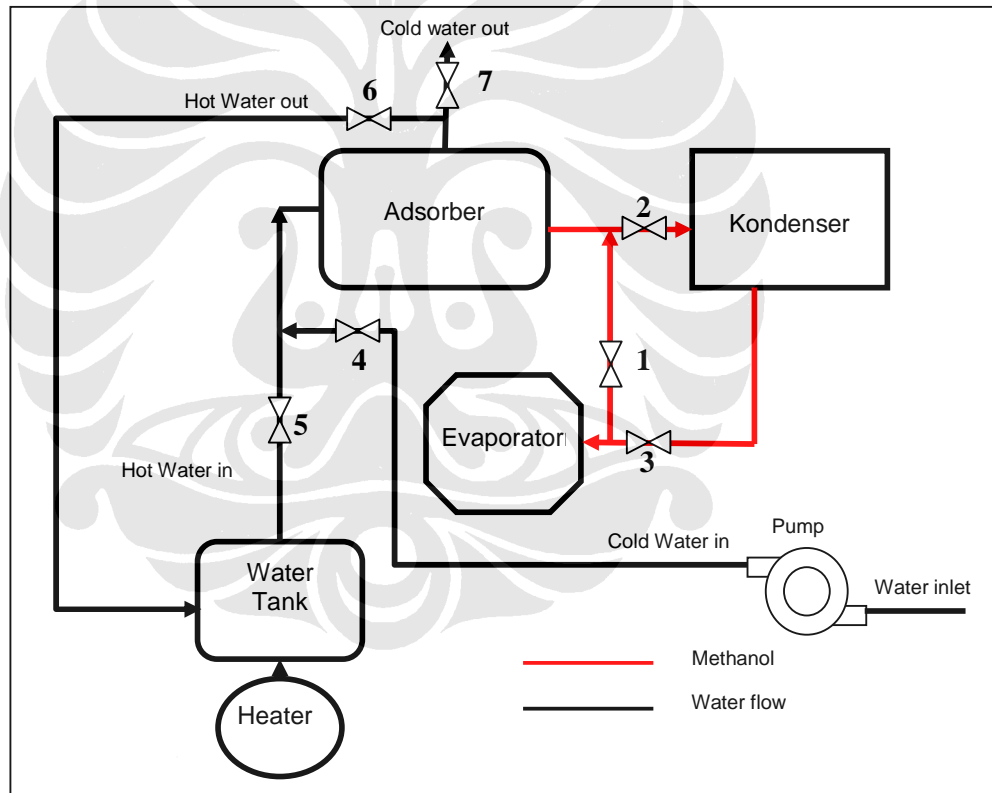 Cold water out
7
6
Hot Water out
Adsorber
2
Kondenser
4
1
5
Evaporator
3
Hot Water in
Pump
Cold Water in
Water
Tank
Water inlet
Methanol
Water flow
Heater